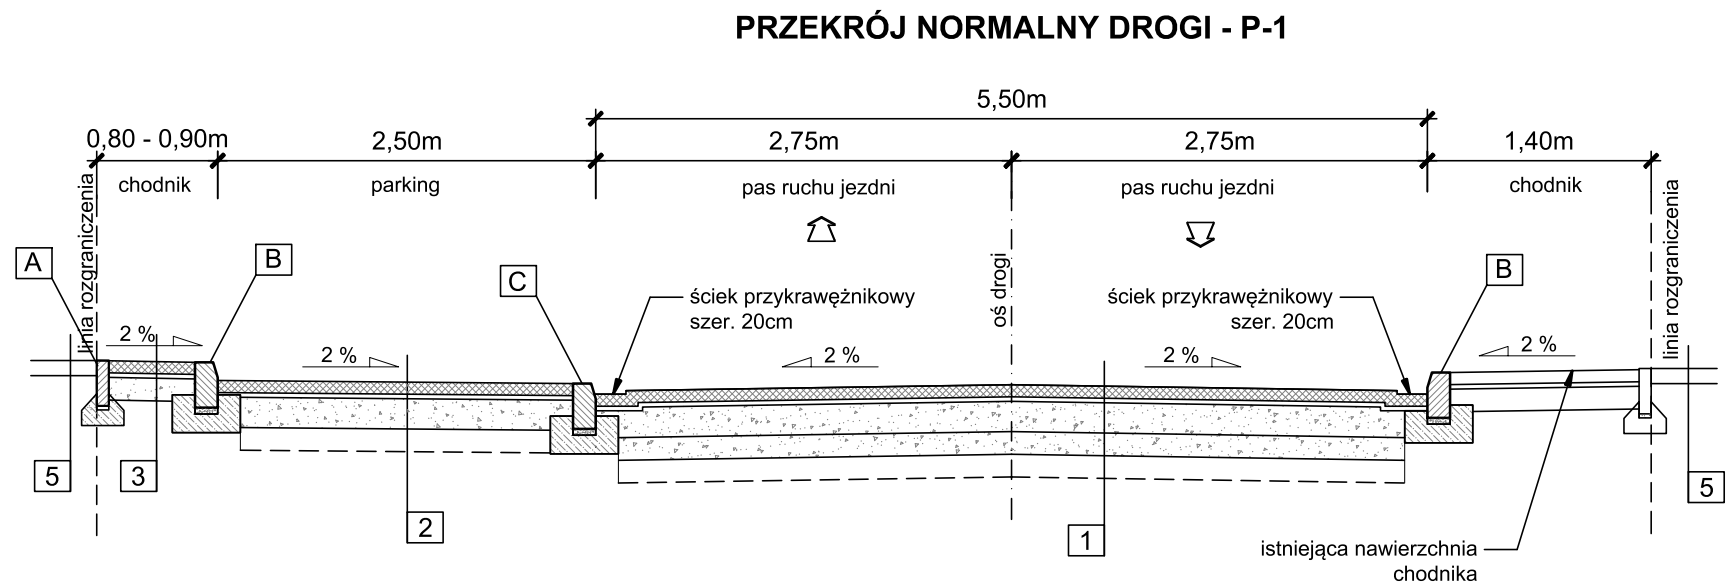 PRZEKRÓJ NORMALNY DROGI - P-1
5,50m
0,80 - 0,90m
2,50m
2,75m
2,75m
1,40m
chodnik
parking
pas ruchu jezdni
pas ruchu jezdni
chodnik
linia rozgraniczenia
oś drogi
linia rozgraniczenia
A
B
C
B
ściek przykrawężnikowy
szer. 20cm
ściek przykrawężnikowy
szer. 20cm
2 %
2 %
2 %
2 %
2 %
5
3
2
1
5
istniejąca nawierzchnia
chodnika